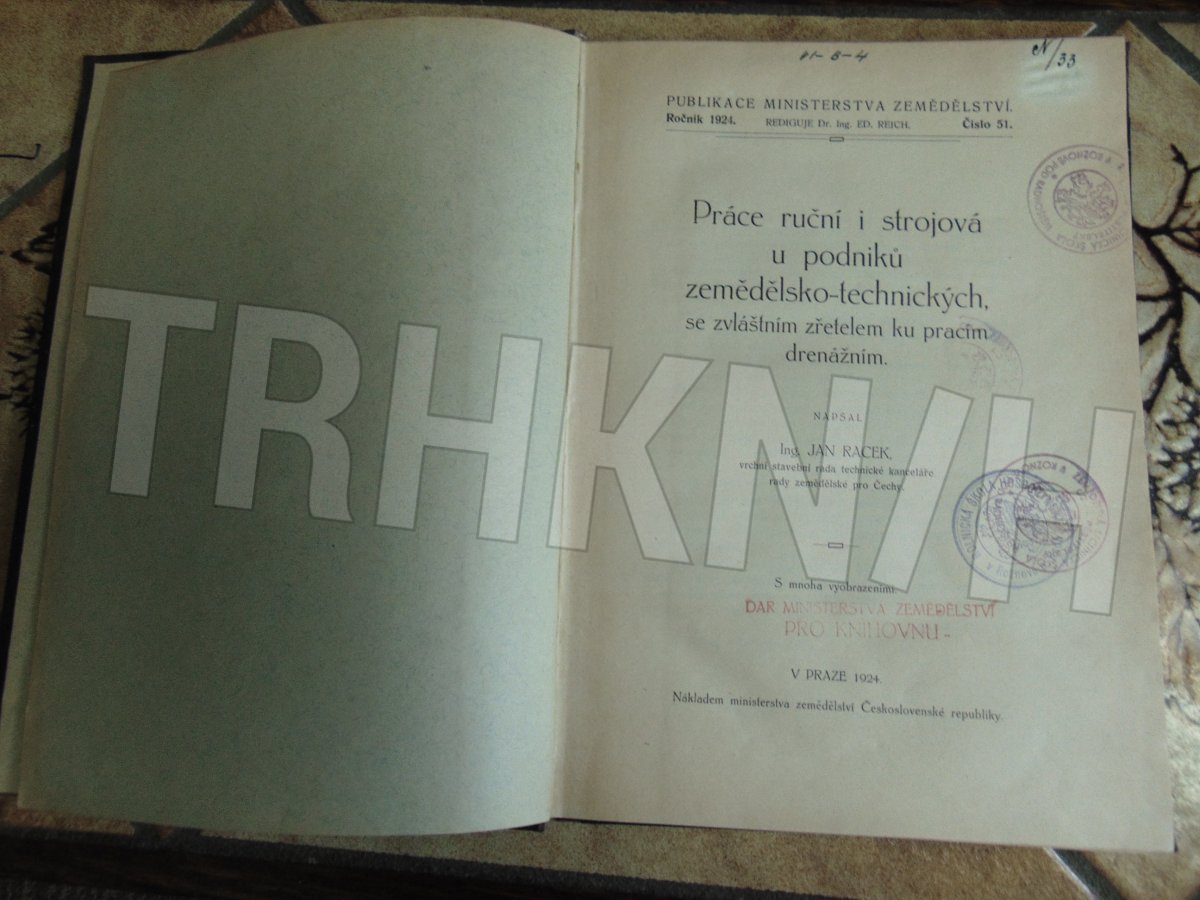 N/33
PUBLIKACE MINISTERSTVA ZEMĚDĚLSTVÍ.
Ročník 1924. REDIGUJE Dr. Ing. ED. REICH. Číslo 51.
Práce ruční i strojová
u podniků
zemědělsko-technických,
se zvláštním zřetelem ku pracím
drenážním.
NAPSAL
Ing. JAN RACEK,
vrchní stavební rada technické kanceláře
rady zemědělské pro Čechy.
S mnoha vyobrazeními.
DAR MINISTERSTVA ZEMĚDĚLSTVÍ
PRO KNIHOVNU
V PRAZE 1924.
Nákladem ministerstva zemědělství Československé republiky.
TRHKNIH